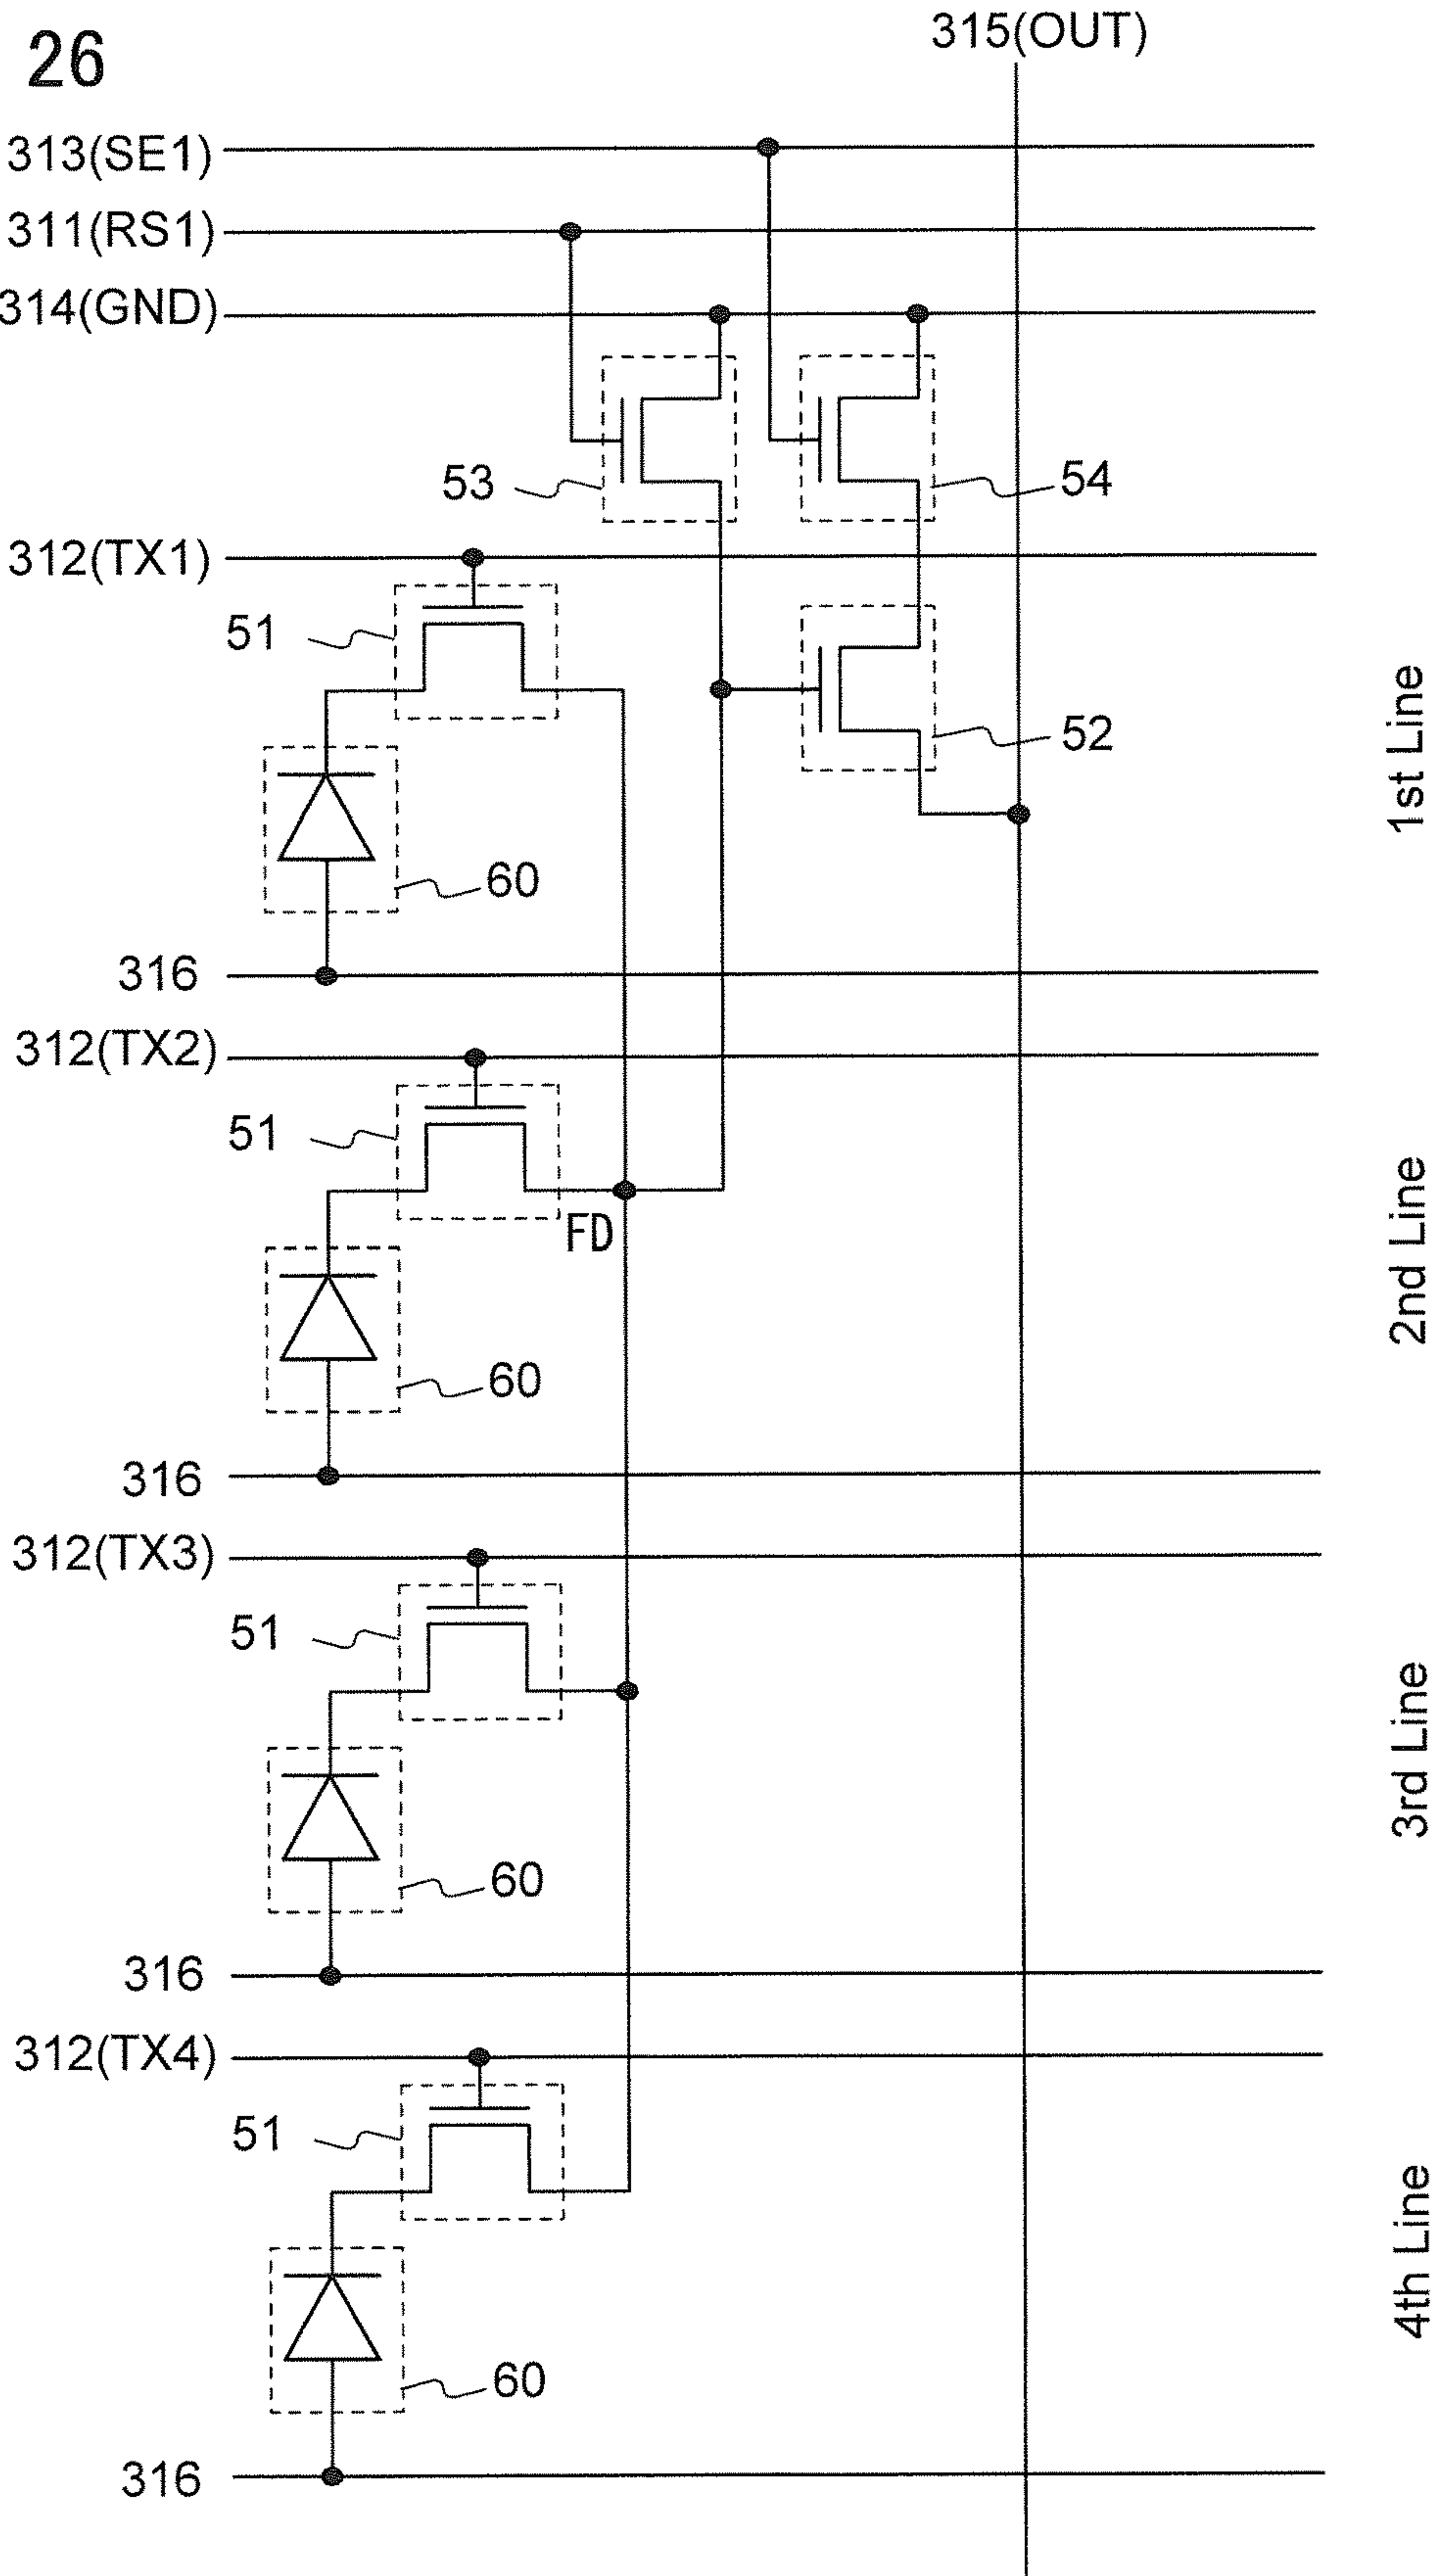 26
315(OUT)
313(SE1)
311(RS1)
314(GND)
53
54
312(TX1)
51
52
1st Line
60
316
312(TX2)
51
FD
2nd Line
60
316
312(TX3)
51
3rd Line
60
316
312(TX4)
51
4th Line
60
316